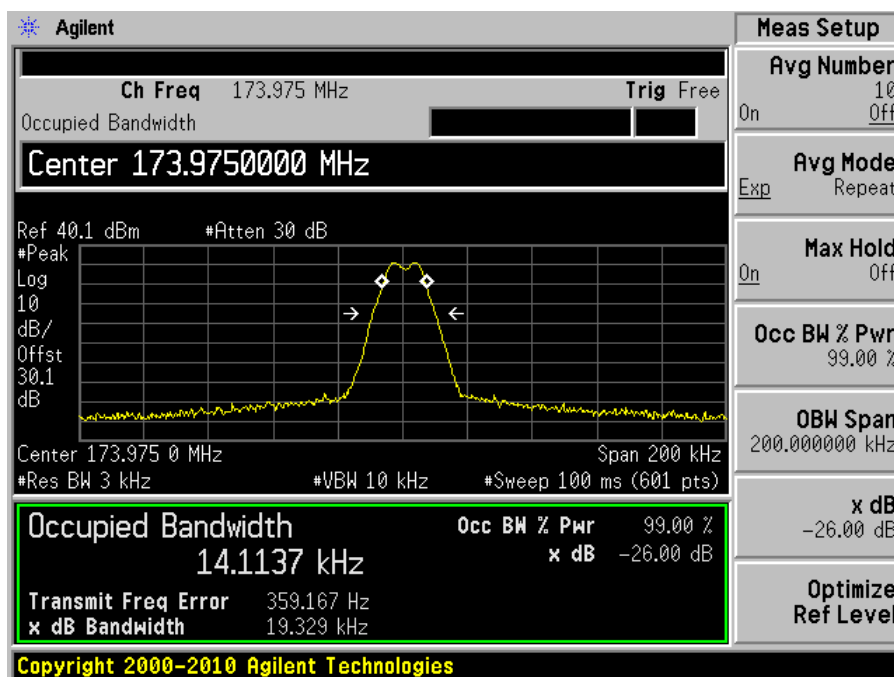 Agilent
Ch Freq 173.975 MHz Trig Free
Occupied Bandwidth
Center 173.9750000 MHz
Ref 40.1 dBm #Atten 30 dB
#Peak
Log
10
dB/
Offst
30.1
dB
Center 173.975 0 MHz Span 200 kHz
#Res BW 3 kHz #VBW 10 kHz #Sweep 100 ms (601 pts)
Occupied Bandwidth Occ BW % Pwr 99.00 %
14.1137 kHz x dB -26.00 dB
Transmit Freq Error 359.167 Hz
x dB Bandwidth 19.329 kHz
Copyright 2000-2010 Agilent Technologies
Meas Setup
Avg Number
10
On Off
Avg Mode
Exp Repeat
Max Hold
On Off
Occ BW % Pwr
99.00 %
OBW Span
200.000000 kHz
x dB
-26.00 dB
Optimize
Ref Level